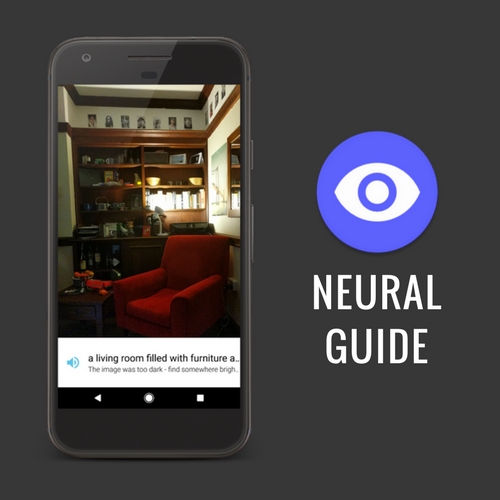 a living room filled with furniture a..
The image was too dark - find somewhere brigh..
NEURAL
GUIDE